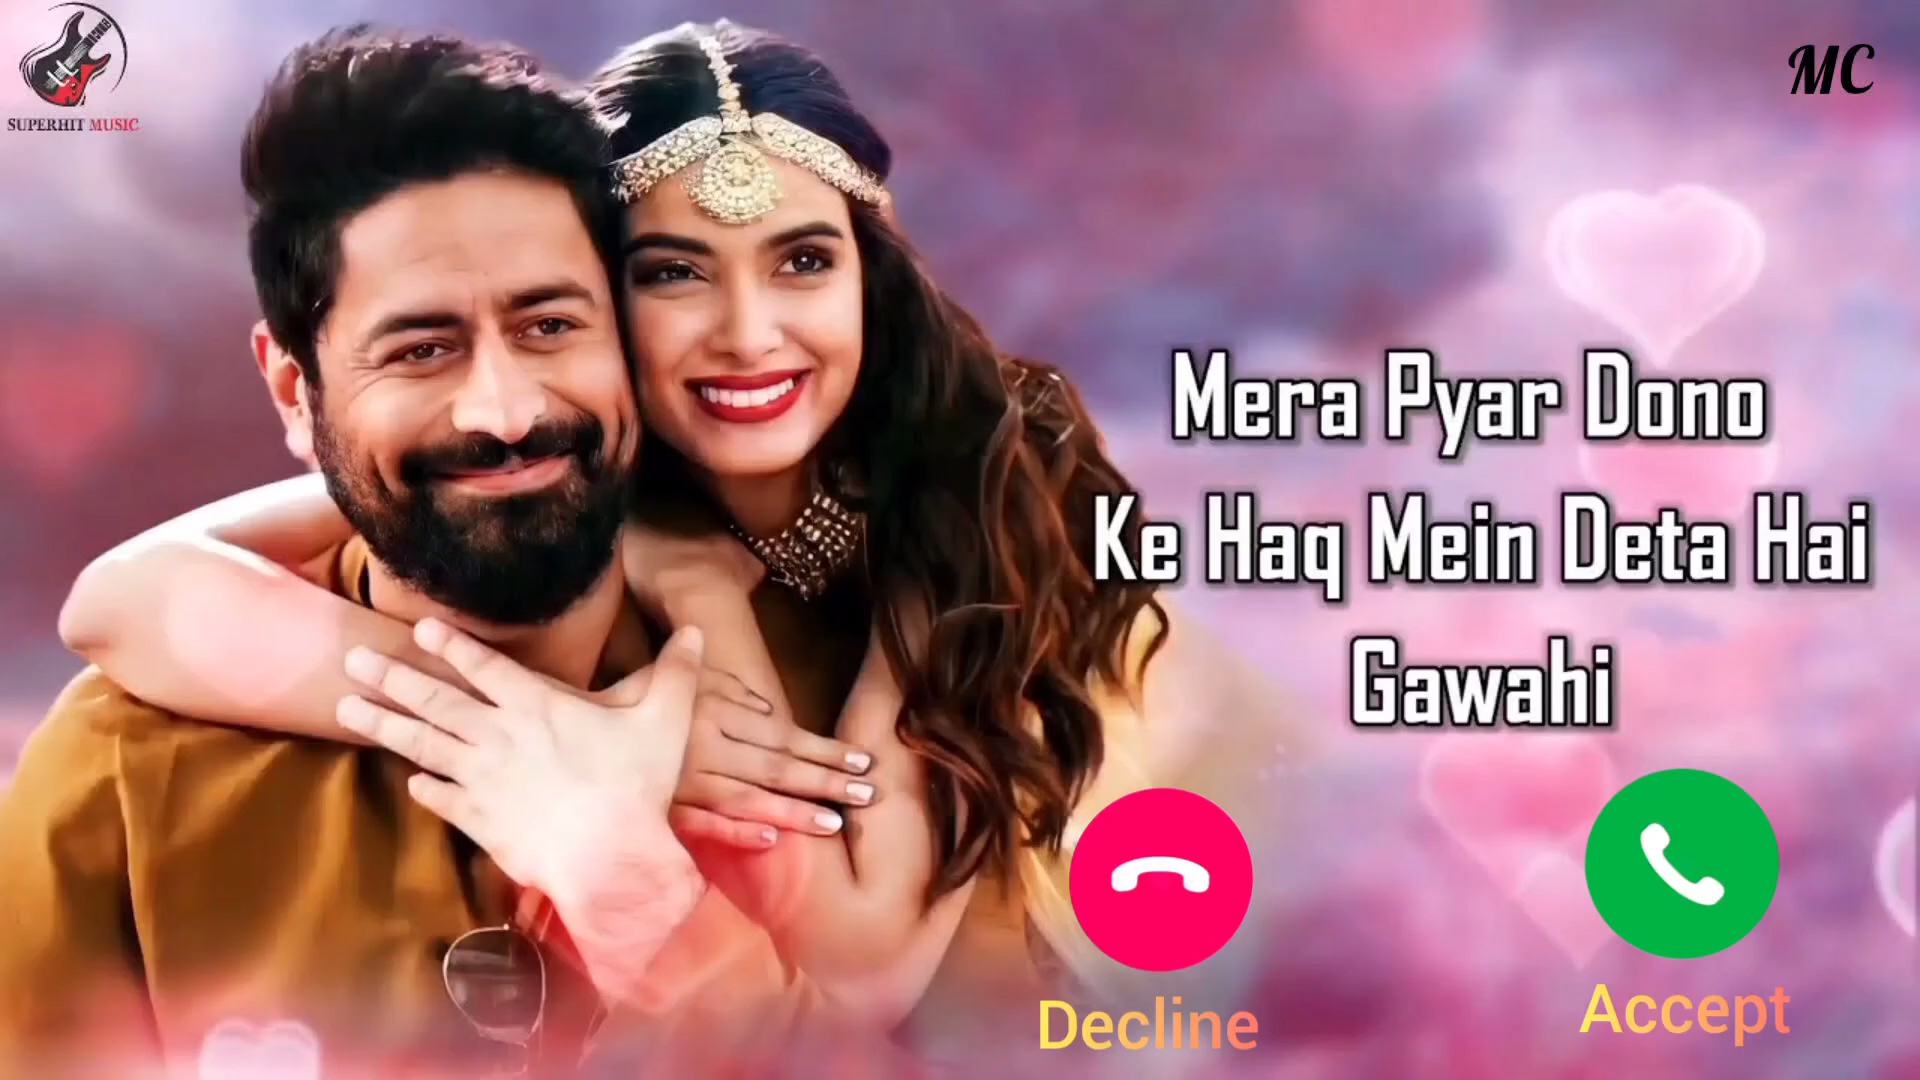 SUPERHIT MUSIC
MC
Mera Pyar Dono
Ke Haq Mein Deta Hai
Gawahi
Decline
Accept